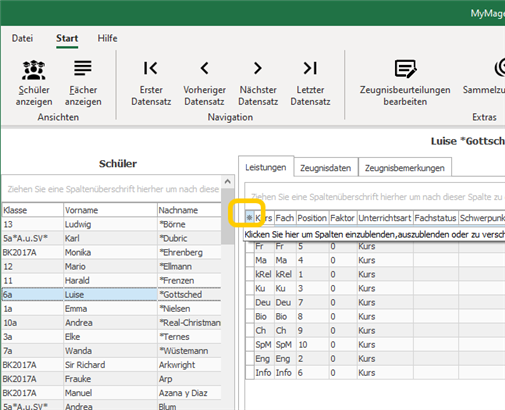 MyMage
Datei Start Hilfe
Schüler anzeigen
Fächer anzeigen
Erster Datensatz
Vorheriger Datensatz
Nächster Datensatz
Letzter Datensatz
Zeugnisbeurteilungen bearbeiten
Sammelzu
Ansichten
Navigation
Extras
Luise *Gottsch
Schüler
Ziehen Sie eine Spaltenüberschrift hierher um nach diese
Klasse Vorname Nachname
13 Ludwig *Börne
5a*A.u.SV* Karl *Dubric
BK2017A Monika *Ehrenberg
12 Mario *Ellmann
11 Harald *Frenzen
6a Luise *Gottsched
1a Emma *Nielsen
10a Andrea *Real-Christman
3a Elke *Ternes
7a Wanda *Wüstemann
BK2017A Sir Richard Arkwright
BK2017A Frauke Arp
BK2017A Manuel Azana y Diaz
BK2017A Andrea Blum
Leistungen Zeugnisdaten Zeugnisbemerkungen
Ziehen Sie eine Spaltenüberschrift hierher um nach dieser Spalte zu
Kurs Fach Position Faktor Unterrichtsart Fachstatus Schwerpunk
Klicken Sie hier um Spalten einzublenden,auszublenden oder zu versch
Fr Fr 5 0 Kurs
Ma Ma 4 0 Kurs
kRel kRel 1 0 Kurs
Ku Ku 3 0 Kurs
Deu Deu 7 0 Kurs
Bio Bio 8 0 Kurs
Ch Ch 9 0 Kurs
SpM SpM 10 0 Kurs
Eng Eng 2 0 Kurs
Info Info 6 0 Kurs